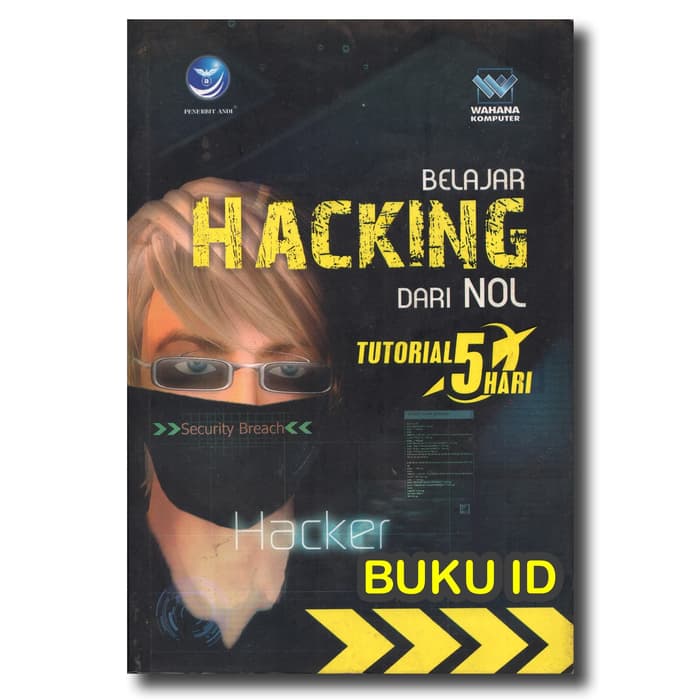 PENERBIT ANDI®
WAHANA
KOMPUTER
BELAJAR
HACKING
DARI NOL
TUTORIAL 5 HARI
>>Security Breach<<
Hacker
BUKU ID